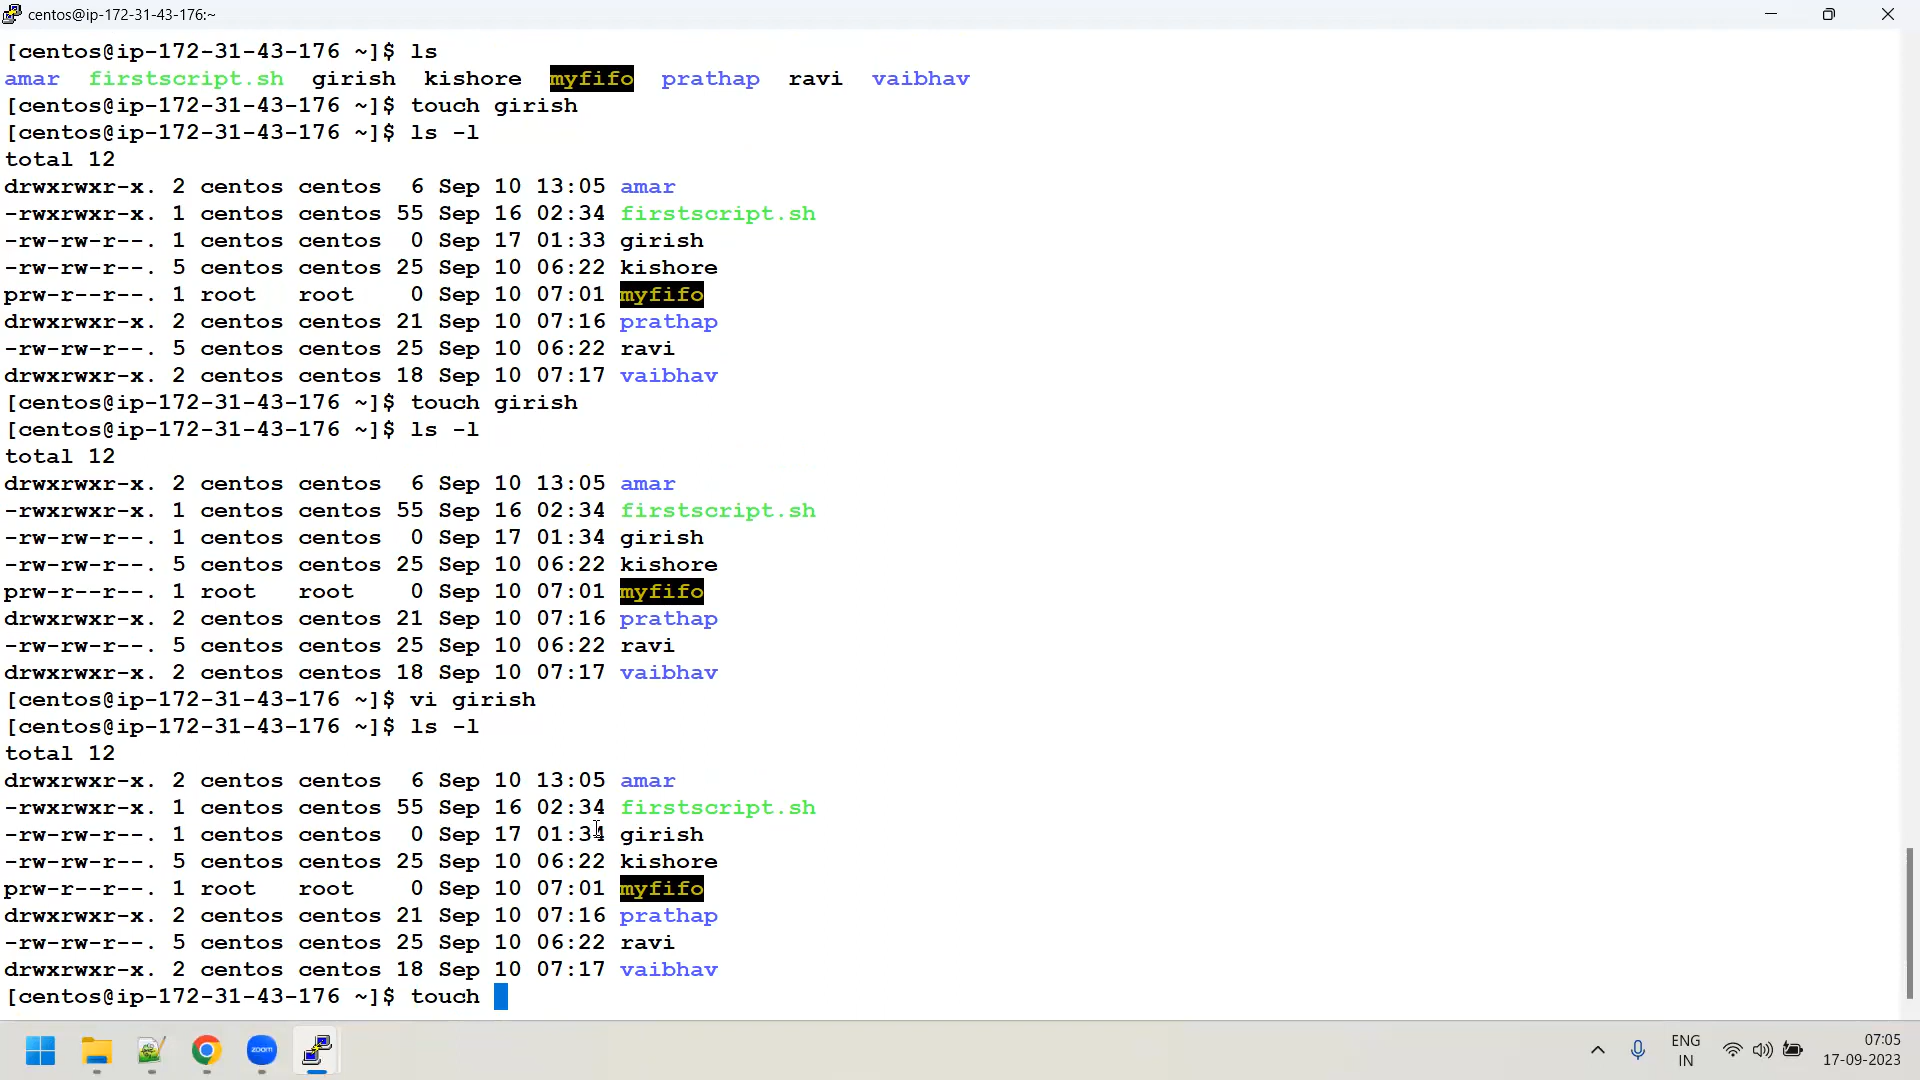 centos@ip-172-31-43-176:~
[centos@ip-172-31-43-176 ~]$ ls
amar  firstscript.sh  girish  kishore  myfifo  prathap  ravi  vaibhav
[centos@ip-172-31-43-176 ~]$ touch girish
[centos@ip-172-31-43-176 ~]$ ls -l
total 12
drwxrwxr-x. 2 centos centos  6 Sep 10 13:05 amar
-rwxrwxr-x. 1 centos centos 55 Sep 16 02:34 firstscript.sh
-rw-rw-r--. 1 centos centos  0 Sep 17 01:33 girish
-rw-rw-r--. 5 centos centos 25 Sep 10 06:22 kishore
prw-r--r--. 1 root   root    0 Sep 10 07:01 myfifo
drwxrwxr-x. 2 centos centos 21 Sep 10 07:16 prathap
-rw-rw-r--. 5 centos centos 25 Sep 10 06:22 ravi
drwxrwxr-x. 2 centos centos 18 Sep 10 07:17 vaibhav
[centos@ip-172-31-43-176 ~]$ touch girish
[centos@ip-172-31-43-176 ~]$ ls -l
total 12
drwxrwxr-x. 2 centos centos  6 Sep 10 13:05 amar
-rwxrwxr-x. 1 centos centos 55 Sep 16 02:34 firstscript.sh
-rw-rw-r--. 1 centos centos  0 Sep 17 01:34 girish
-rw-rw-r--. 5 centos centos 25 Sep 10 06:22 kishore
prw-r--r--. 1 root   root    0 Sep 10 07:01 myfifo
drwxrwxr-x. 2 centos centos 21 Sep 10 07:16 prathap
-rw-rw-r--. 5 centos centos 25 Sep 10 06:22 ravi
drwxrwxr-x. 2 centos centos 18 Sep 10 07:17 vaibhav
[centos@ip-172-31-43-176 ~]$ vi girish
[centos@ip-172-31-43-176 ~]$ ls -l
total 12
drwxrwxr-x. 2 centos centos  6 Sep 10 13:05 amar
-rwxrwxr-x. 1 centos centos 55 Sep 16 02:34 firstscript.sh
-rw-rw-r--. 1 centos centos  0 Sep 17 01:34 girish
-rw-rw-r--. 5 centos centos 25 Sep 10 06:22 kishore
prw-r--r--. 1 root   root    0 Sep 10 07:01 myfifo
drwxrwxr-x. 2 centos centos 21 Sep 10 07:16 prathap
-rw-rw-r--. 5 centos centos 25 Sep 10 06:22 ravi
drwxrwxr-x. 2 centos centos 18 Sep 10 07:17 vaibhav
[centos@ip-172-31-43-176 ~]$ touch
zoom
ENG
IN
07:05
17-09-2023